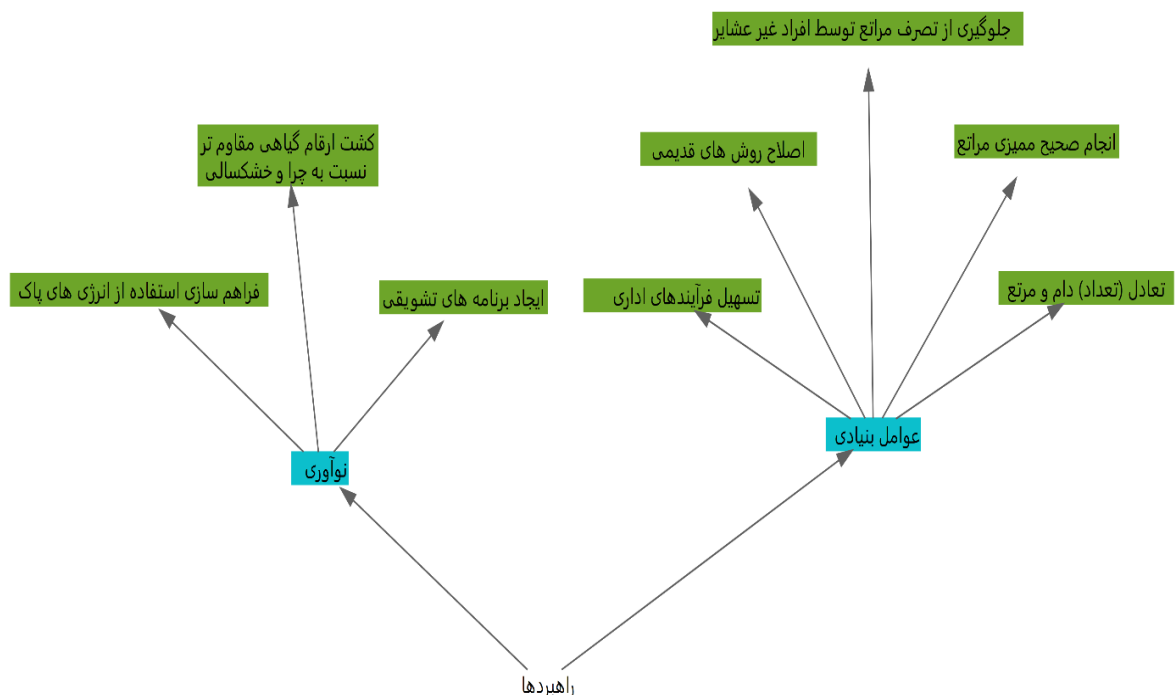 جلوگیری از تصرف مراتع توسط افراد غیر عشایر
انجام صحیح ممیزی مراتع
اصلاح روش های قدیمی
کشت ارقام گیاهی مقاوم تر
نسبت به چرا و خشکسالی
تعادل (تعداد) دام و مرتع
تسهیل فرآیندهای اداری
ایجاد برنامه های تشویقی
فراهم سازی استفاده از انرژی های پاک
عوامل بنیادی
نوآوری
راهبردها